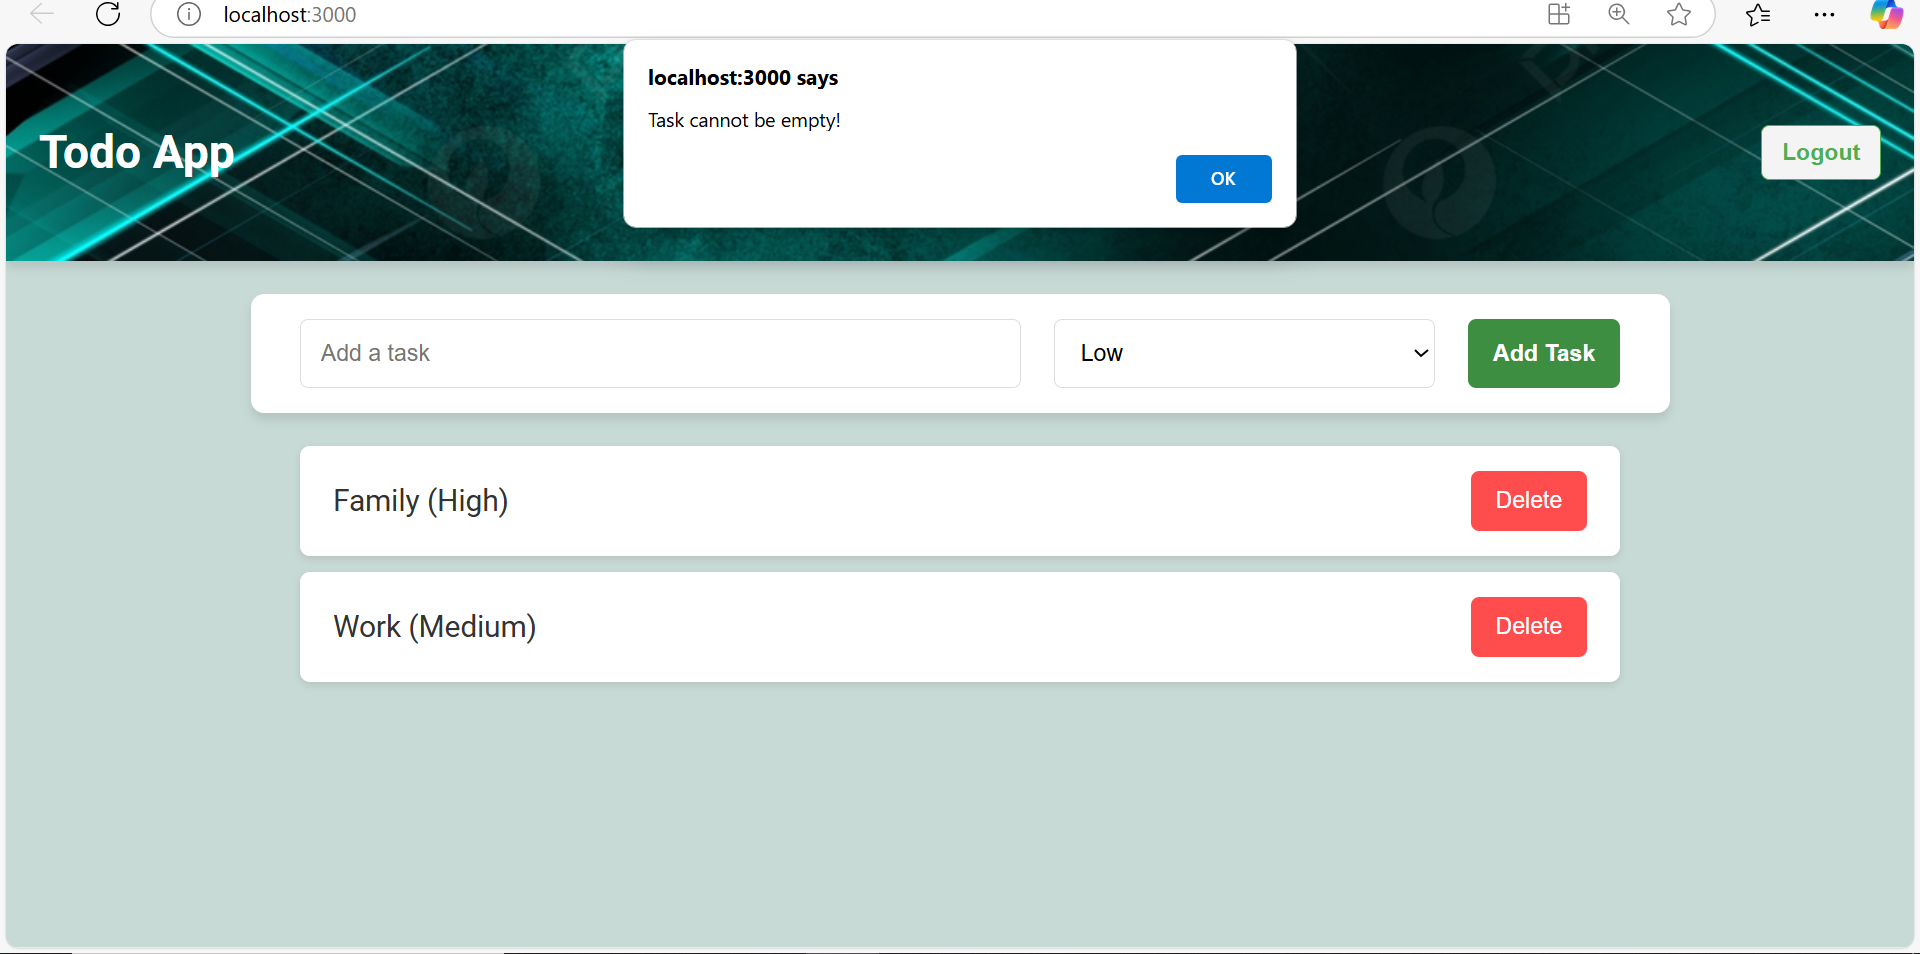 localhost:3000
localhost:3000 says
Task cannot be empty!
OK
Todo App
Logout
Add a task
Low
Add Task
Family (High)
Delete
Work (Medium)
Delete